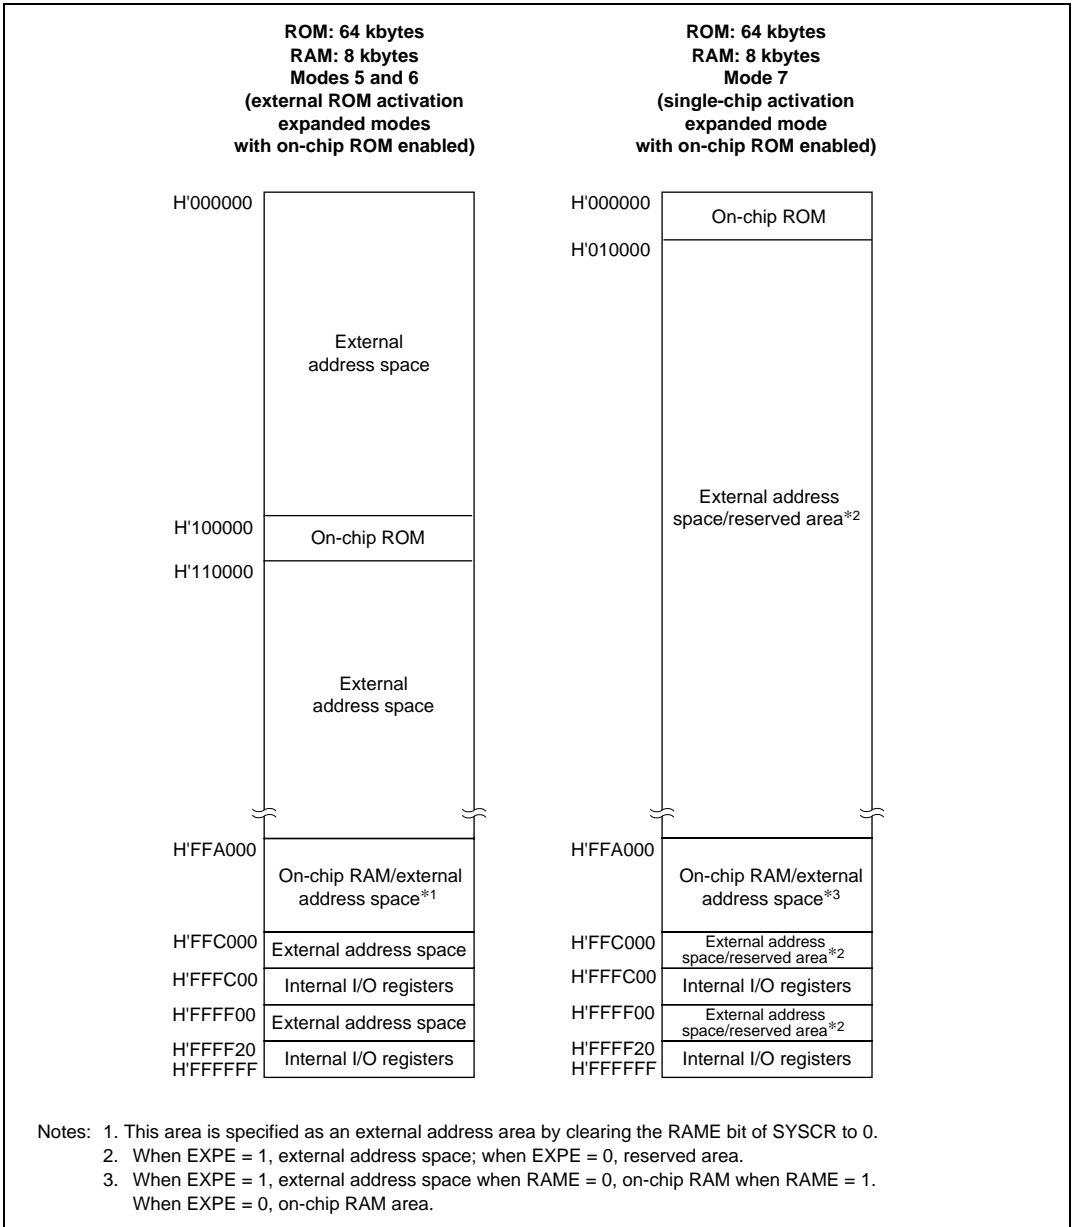 ROM: 64 kbytes
RAM: 8 kbytes
Modes 5 and 6
(external ROM activation
expanded modes
with on-chip ROM enabled)
H'000000
External
address space
H'100000
On-chip ROM
H'110000
External
address space
H'FFA000
On-chip RAM/external
address space*1
H'FFC000
External address space
H'FFFC00
Internal I/O registers
H'FFFF00
External address space
H'FFFF20
Internal I/O registers
H'FFFFFF
ROM: 64 kbytes
RAM: 8 kbytes
Mode 7
(single-chip activation
expanded mode
with on-chip ROM enabled)
H'000000
On-chip ROM
H'010000
External address
space/reserved area*2
H'FFA000
On-chip RAM/external
address space*3
H'FFC000
External address
space/reserved area*2
H'FFFC00
Internal I/O registers
H'FFFF00
External address
space/reserved area*2
H'FFFF20
Internal I/O registers
H'FFFFFF
Notes: 1. This area is specified as an external address area by clearing the RAME bit of SYSCR to 0.
2. When EXPE = 1, external address space; when EXPE = 0, reserved area.
3. When EXPE = 1, external address space when RAME = 0, on-chip RAM when RAME = 1.
When EXPE = 0, on-chip RAM area.